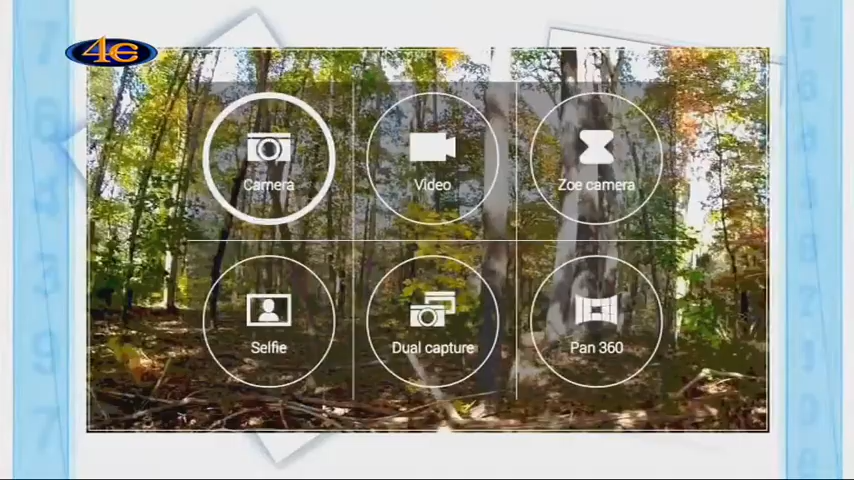 4e
Camera
Video
Zoe camera
Selfie
Dual capture
Pan 360